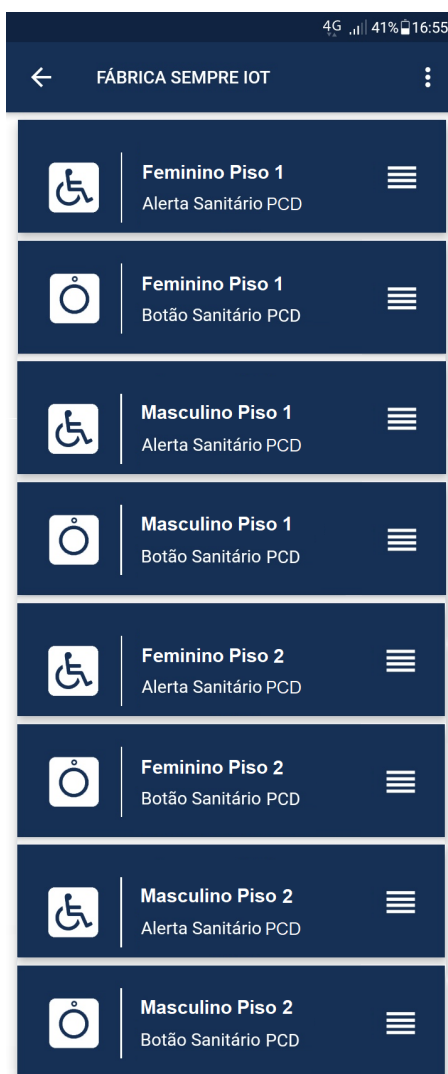 4G 41% 16:55
FÁBRICA SEMPRE IOT
Feminino Piso 1
Alerta Sanitário PCD
Feminino Piso 1
Botão Sanitário PCD
Masculino Piso 1
Alerta Sanitário PCD
Masculino Piso 1
Botão Sanitário PCD
Feminino Piso 2
Alerta Sanitário PCD
Feminino Piso 2
Botão Sanitário PCD
Masculino Piso 2
Alerta Sanitário PCD
Masculino Piso 2
Botão Sanitário PCD